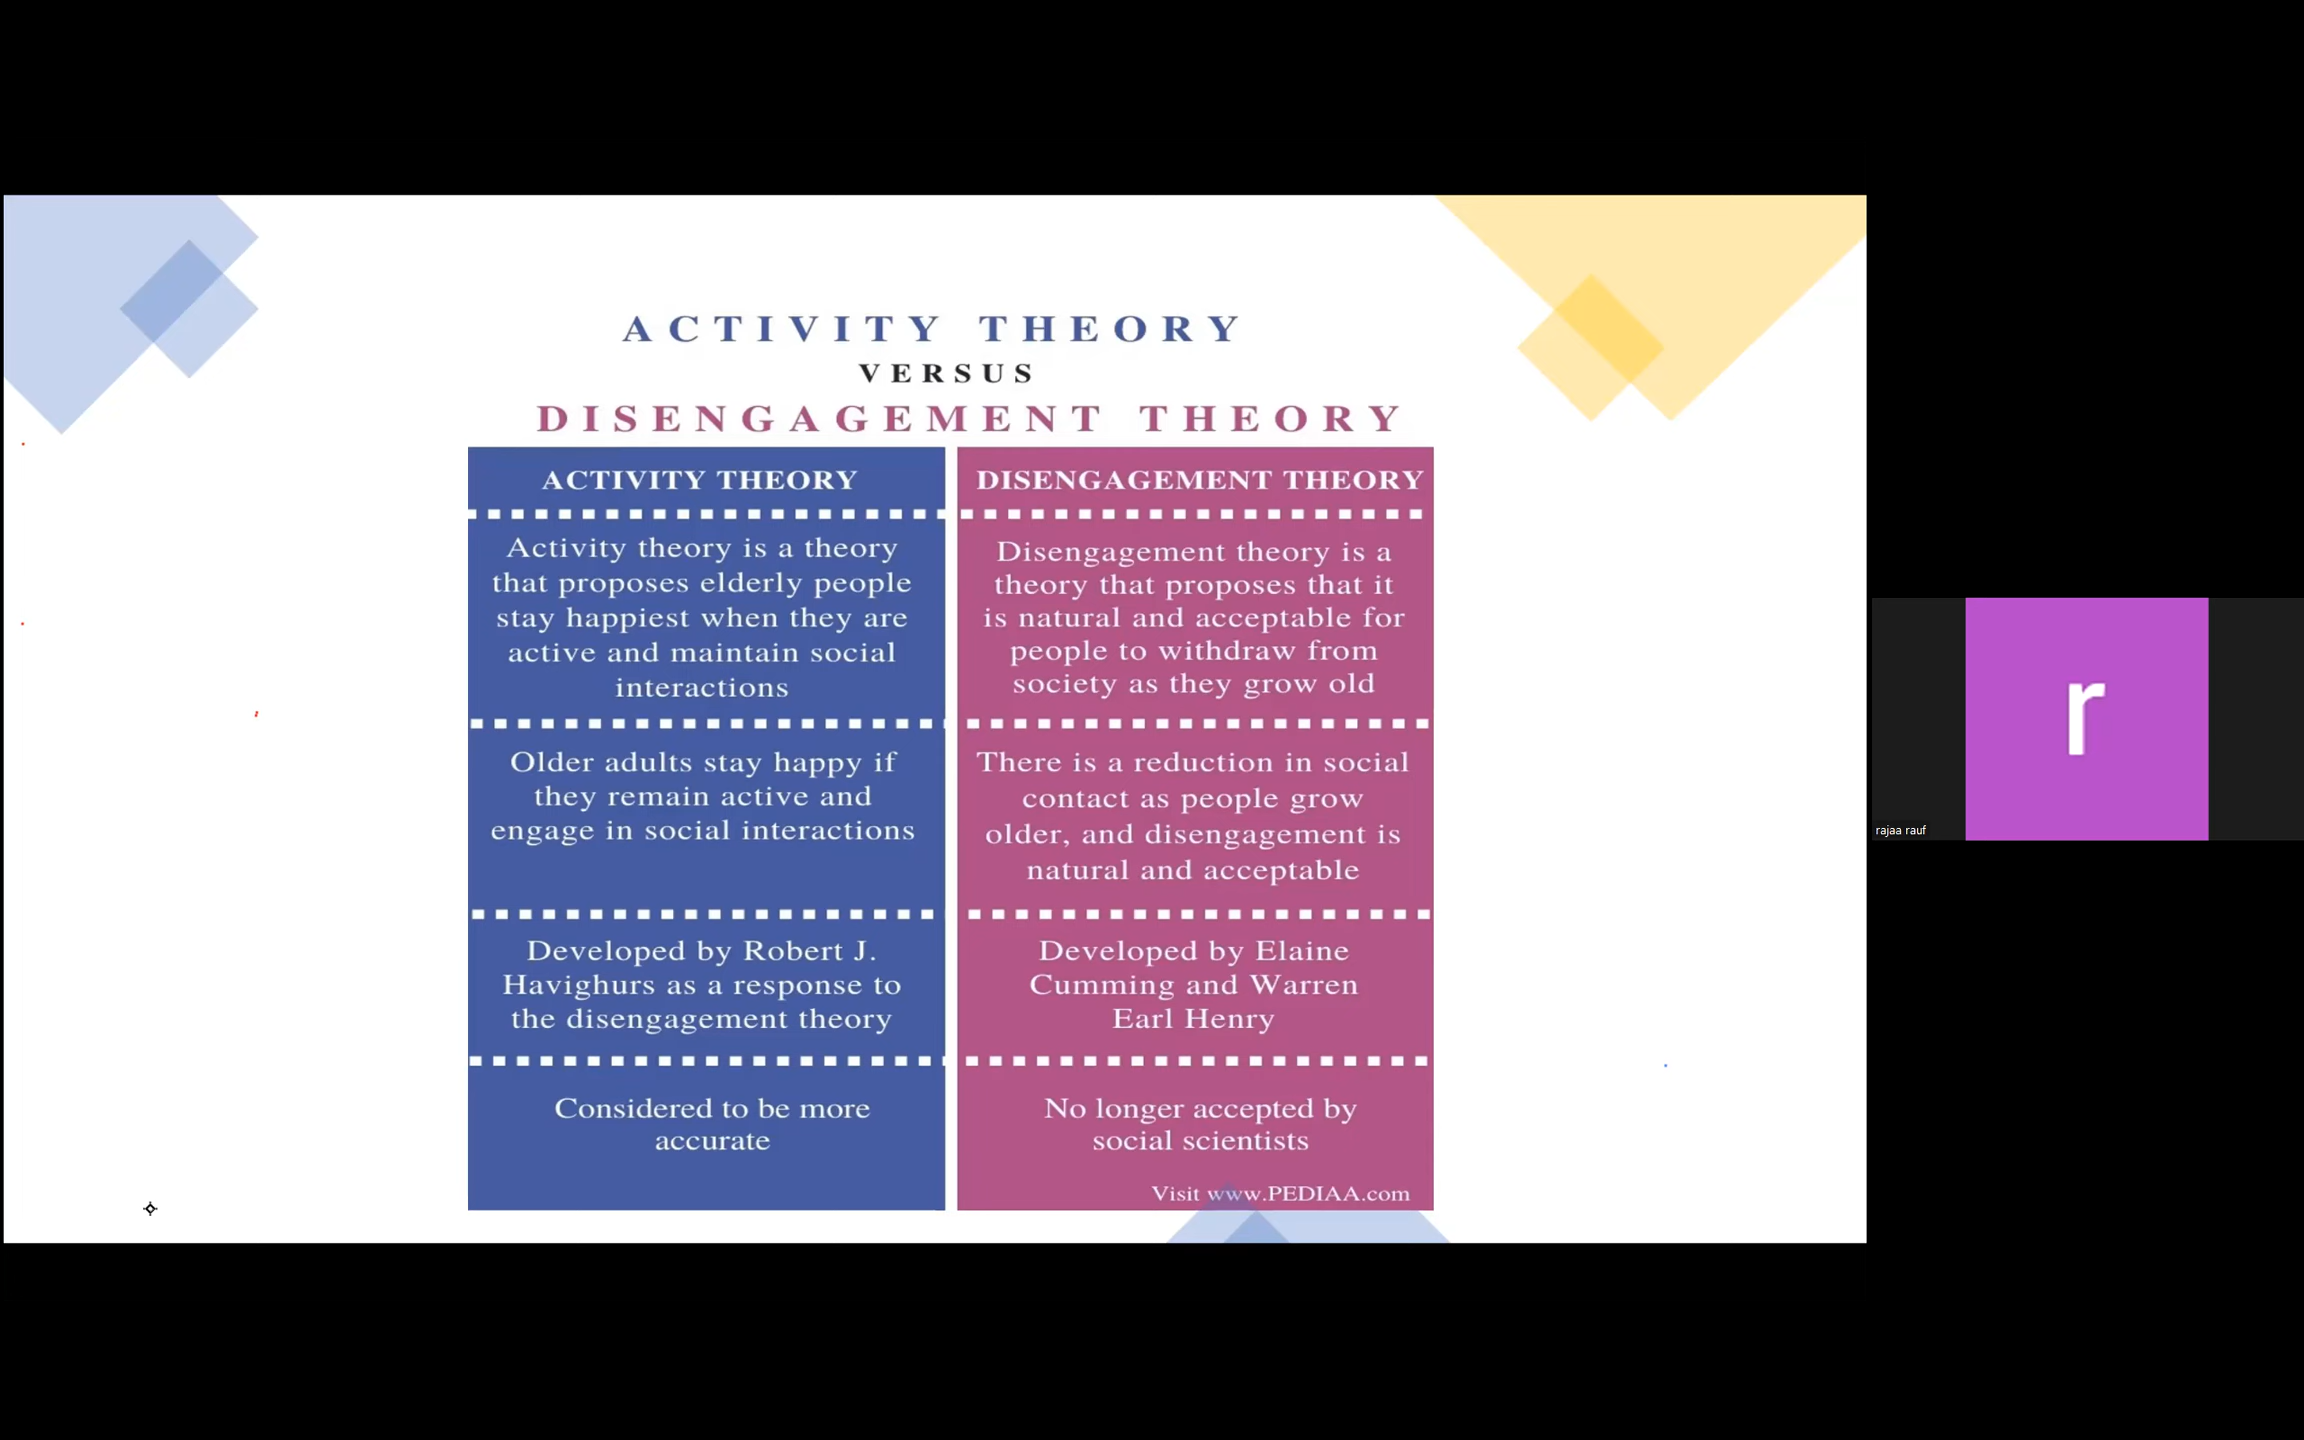 ACTIVITY THEORY
VERSUS
DISENGAGEMENT THEORY
ACTIVITY THEORY
Activity theory is a theory
that proposes elderly people
stay happiest when they are
active and maintain social
interactions
Older adults stay happy if
they remain active and
engage in social interactions
Developed by Robert J.
Havighurs as a response to
the disengagement theory
Considered to be more
accurate
DISENGAGEMENT THEORY
Disengagement theory is a
theory that proposes that it
is natural and acceptable for
people to withdraw from
society as they grow old
There is a reduction in social
contact as people grow
older, and disengagement is
natural and acceptable
Developed by Elaine
Cumming and Warren
Earl Henry
No longer accepted by
social scientists
Visit www.PEDIAA.com
r
rajaa rauf